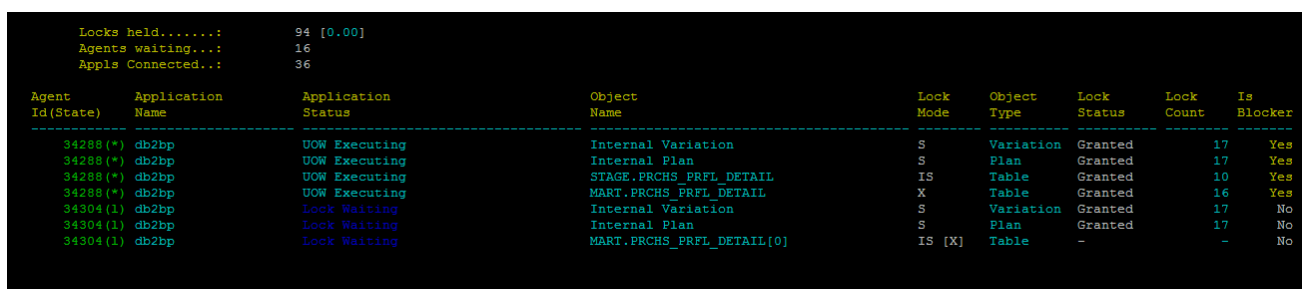 Locks held.......: 94 [0.00]
Agents waiting...: 16
Appls Connected..: 36
Agent Application Application Object Lock Object Lock Lock Is
Id(State) Name Status Name Mode Type Status Count Blocker
34288(*) db2bp UOW Executing Internal Variation S Variation Granted 17 Yes
34288(*) db2bp UOW Executing Internal Plan S Plan Granted 17 Yes
34288(*) db2bp UOW Executing STAGE.PRCHS_PRFL_DETAIL IS Table Granted 10 Yes
34288(*) db2bp UOW Executing MART.PRCHS_PRFL_DETAIL X Table Granted 16 Yes
34304(1) db2bp Lock Waiting Internal Variation S Variation Granted 17 No
34304(1) db2bp Lock Waiting Internal Plan S Plan Granted 17 No
34304(1) db2bp Lock Waiting MART.PRCHS_PRFL_DETAIL[0] IS [X] Table - - No